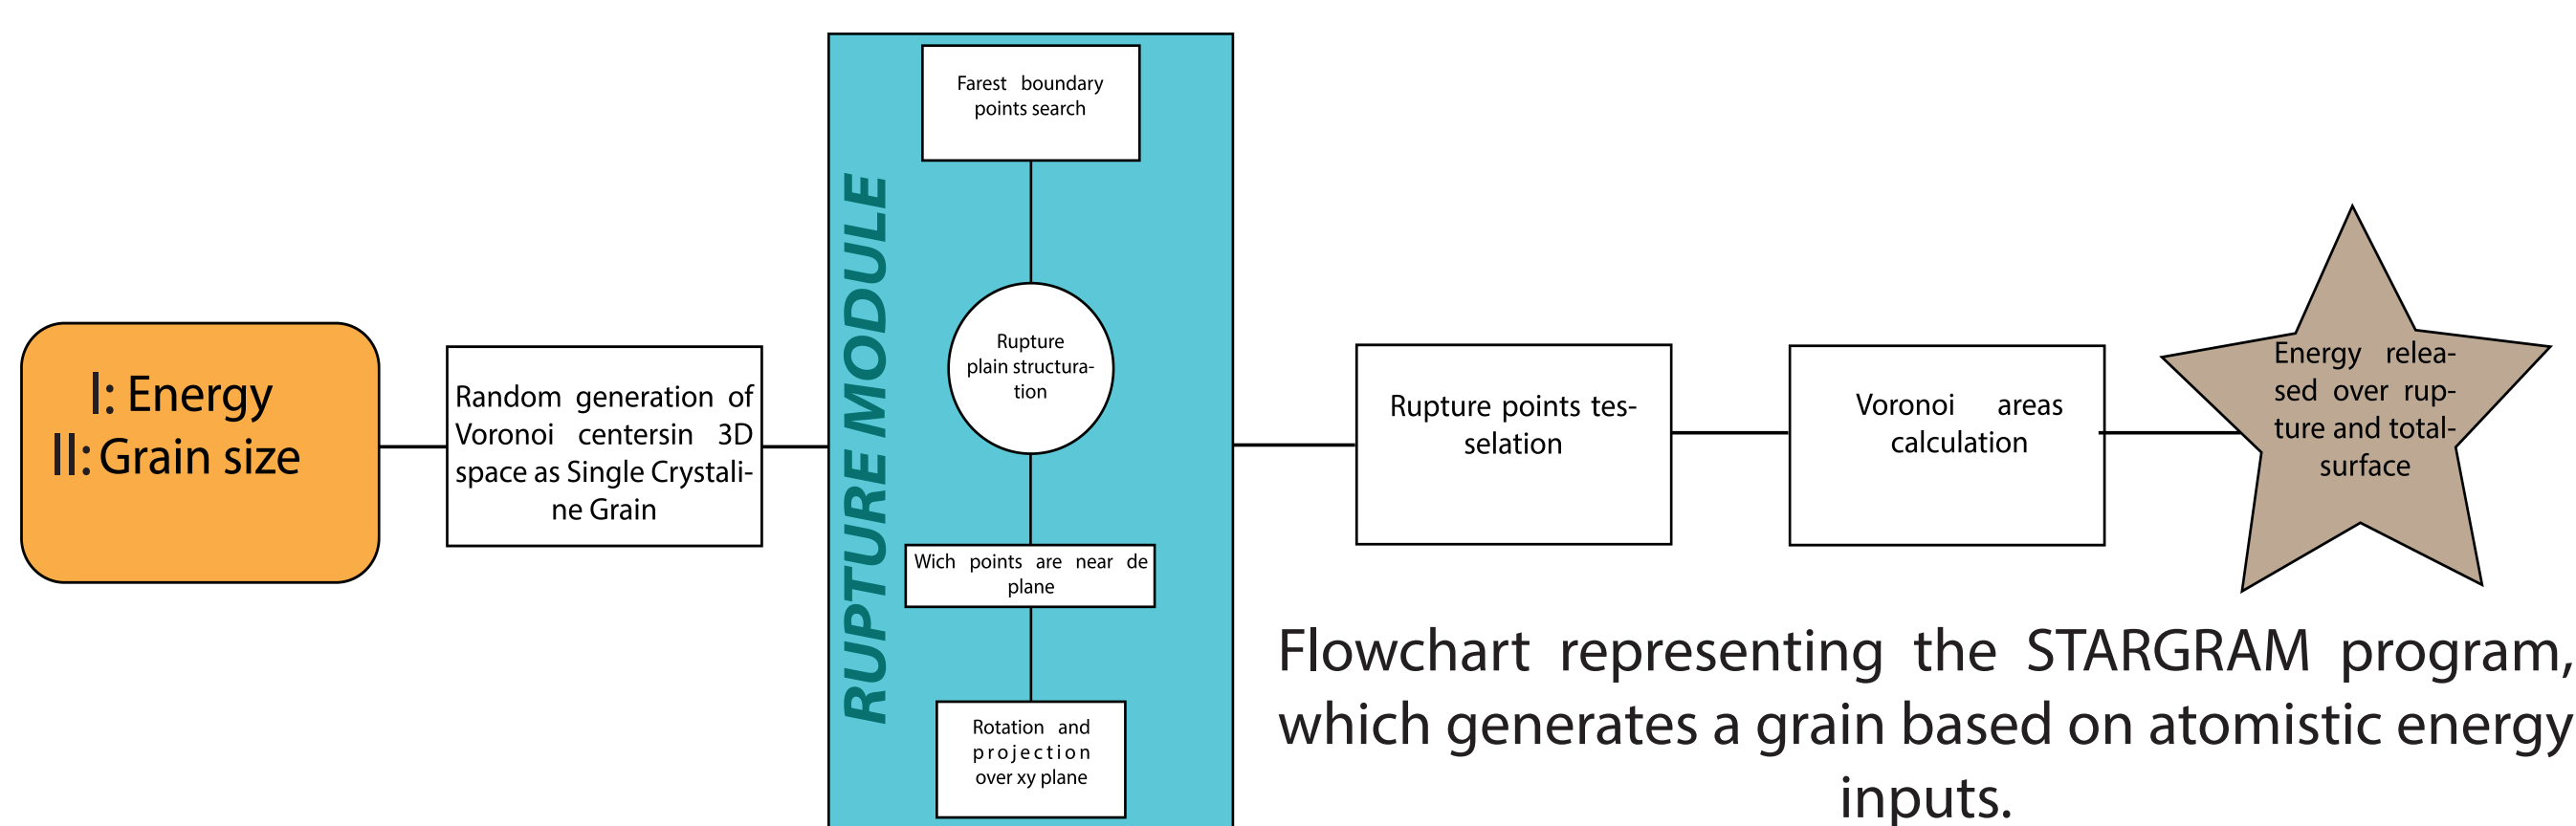 I: Energy
II: Grain size
Random generation of
Voronoi centersin 3D
space as Single Crystali-
ne Grain
RUPTURE MODULE
Farest boundary
points search
Rupture
plain structura-
tion
Wich points are near de
plane
Rotation and
projection
over xy plane
Rupture points tes-
selation
Voronoi areas
calculation
Energy relea-
sed over rup-
ture and total-
surface
Flowchart representing the STARGRAM program,
which generates a grain based on atomistic energy
inputs.